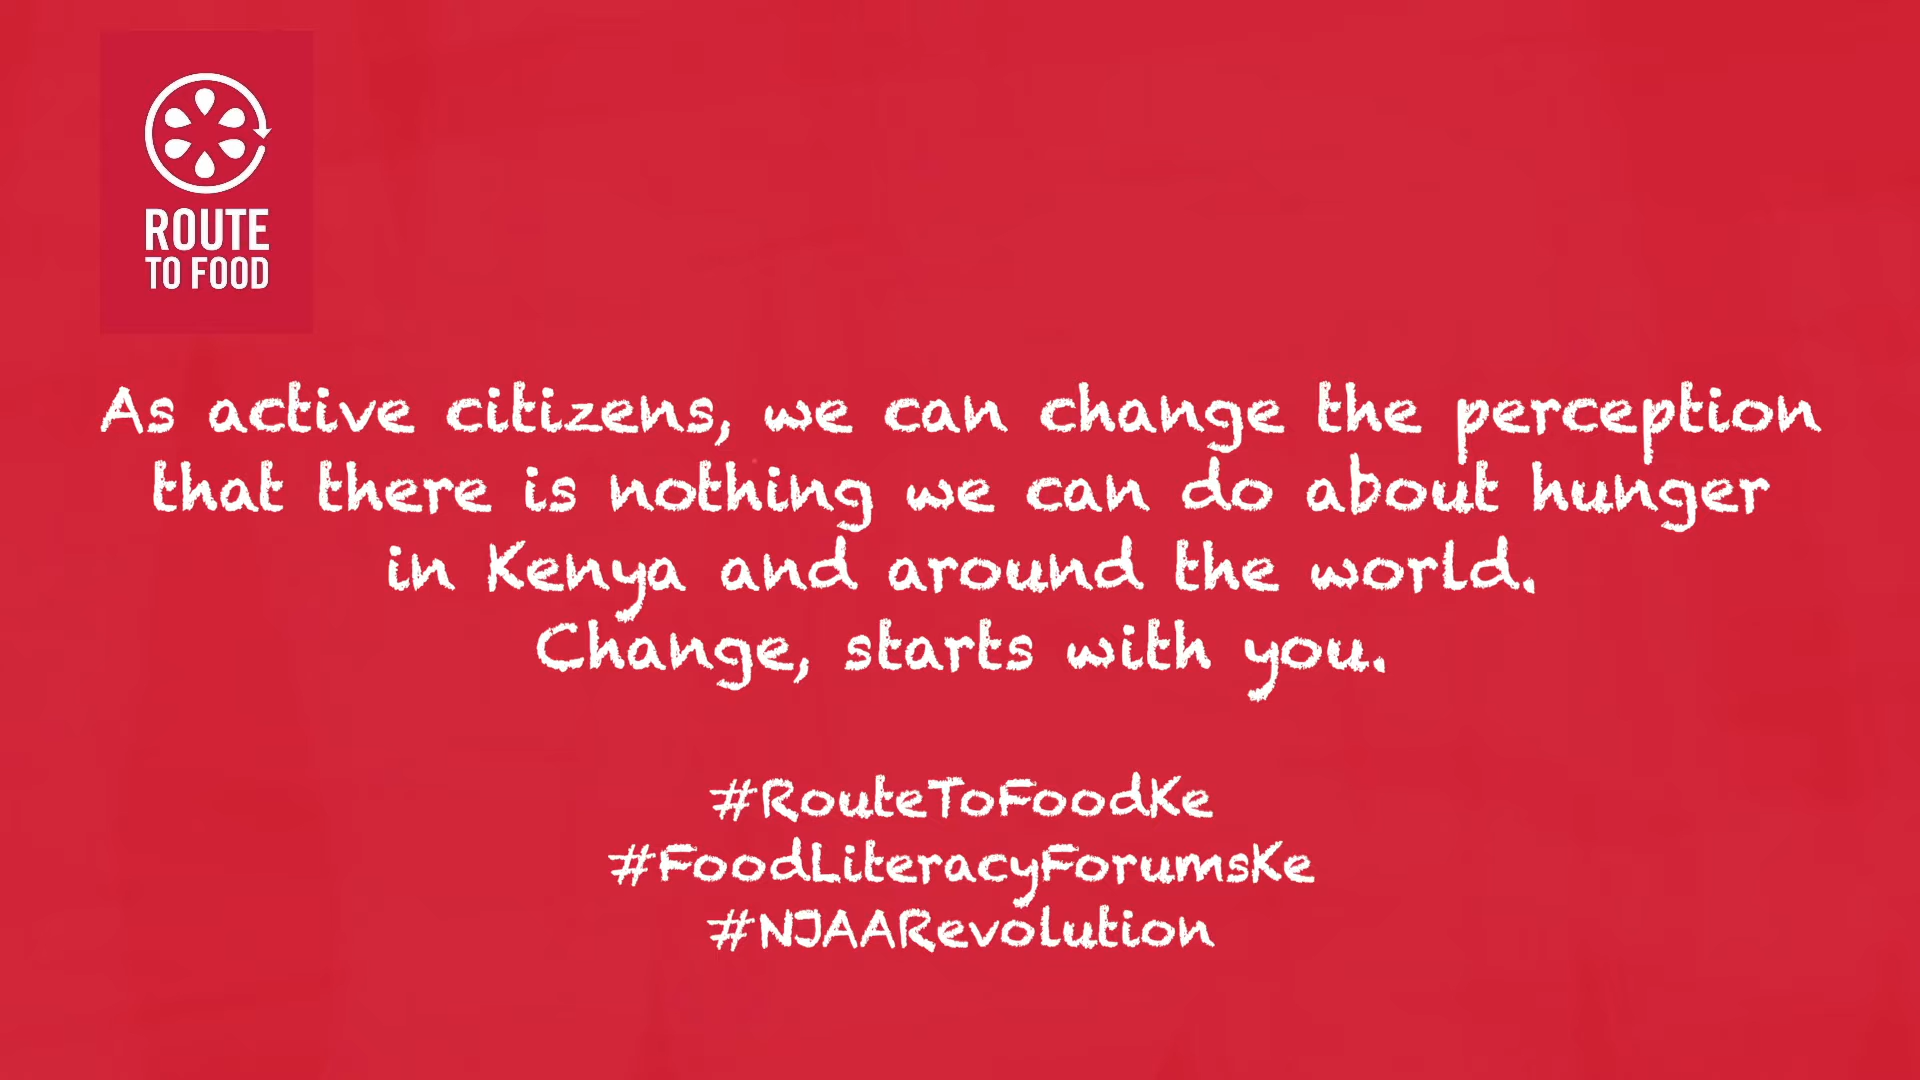 ROUTE
TO FOOD
As active citizens, we can change the perception
that there is nothing we can do about hunger
in Kenya and around the world.
Change, starts with you.
#RouteToFoodKe
#FoodLiteracyForumsKe
#NJAARevolution